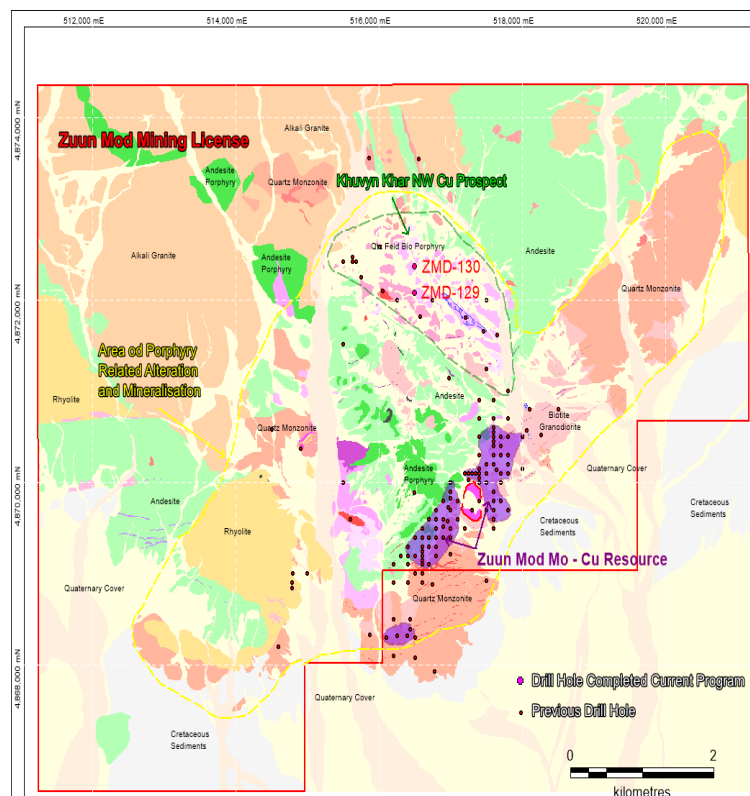 512,000 mE
514,000 mE
516,000 mE
518,000 mE
520,000 mE
4,874,000 mN
4,872,000 mN
4,870,000 mN
4,868,000 mN
Zuun Mod Mining License
Alkali Granite
Andesite
Porphyry
Quartz Monzonite
Khuvyn Khar NW Cu Prospect
Alkali Granite
Andesite
Porphyry
Qtz Feld Bio Porphyry
Andesite
ZMD-130
ZMD-129
Quartz Monzonite
Area od Porphyry
Related Alteration
and Mineralisation
Rhyolite
Andesite
Quartz Monzonite
Biotite
Granodiorite
Andesite
Porphyry
Quaternary Cover
Andesite
Rhyolite
Cretaceous
Sediments
Cretaceous
Sediments
Zuun Mod Mo - Cu Resource
Quaternary Cover
Quartz Monzonite
Drill Hole Completed Current Program
Previous Drill Hole
Quaternary Cover
Cretaceous
Sediments
0
2
kilometres